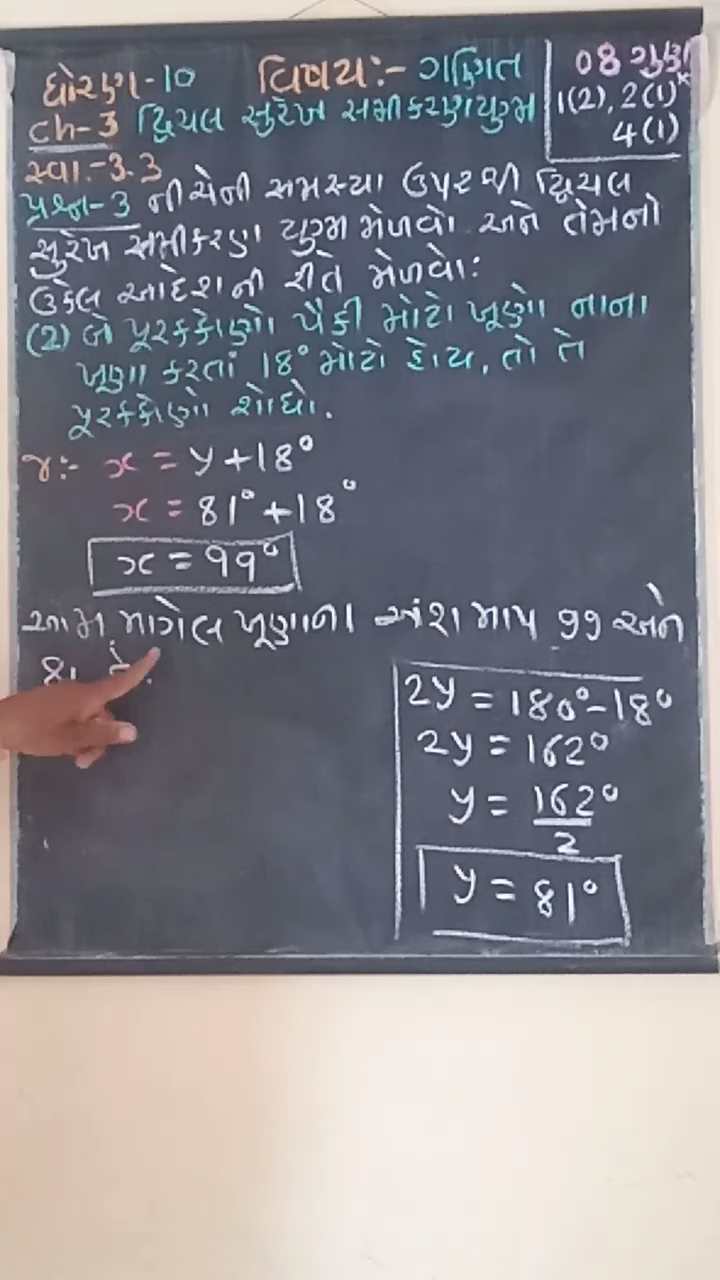 ધોરણ-10 વિષય:- ગણિત
08 ગુણ
1(2), 2(1)*
4(1)
ch-3 દ્વિચલ સુરેખ સમીકરણયુગ્મ
સ્વા.-3.3
પ્રશ્ન-3 નીચેની સમસ્યા ઉપરથી દ્વિચલ
સુરેખ સમીકરણ યુગ્મ મેળવો અને તેમનો
ઉકેલ આદેશની રીતે મેળવો:
(2) બે પૂરકકોણો પૈકી મોટો ખૂણો નાના
ખૂણા કરતાં 18° મોટો હોય, તો તે
પૂરકકોણો શોધો.
જ:- x = y + 18°
x = 81° + 18°
x = 99°
આમ, માગેલ ખૂણાના અંશ માપ 99 અને
81
2y = 180° - 18°
2y = 162°
y = 162°/2
y = 81°